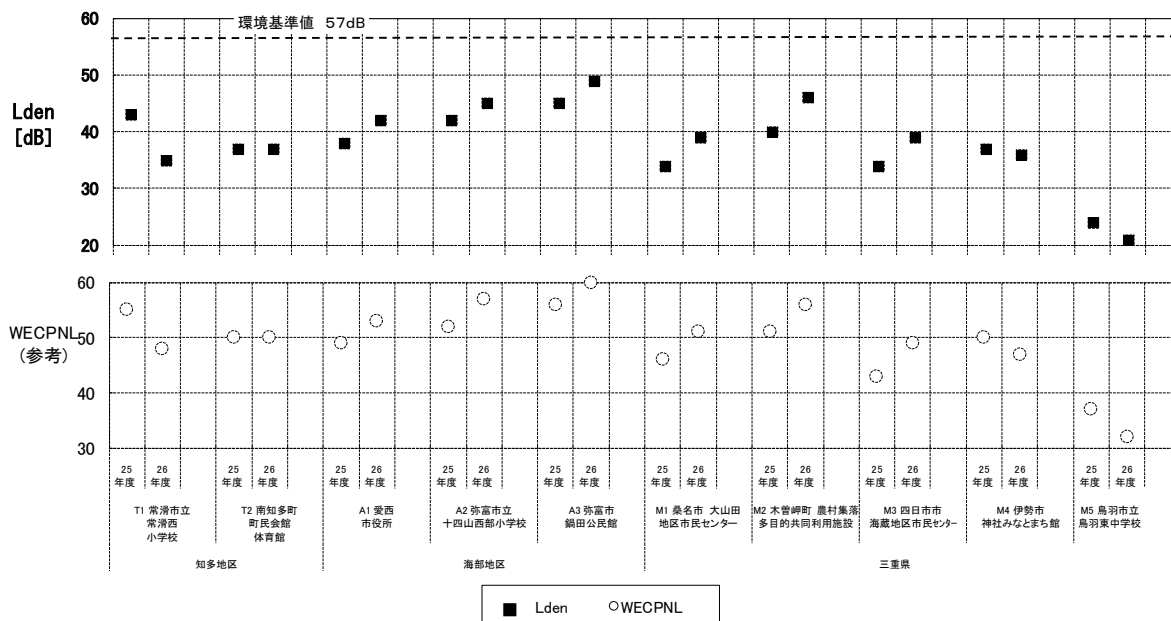 60
環境基準値 57dB
50
Lden
[dB]
40
30
20
60
WECPNL
(参考)
50
40
30
25
年度
26
年度
25
年度
26
年度
25
年度
26
年度
25
年度
26
年度
25
年度
26
年度
25
年度
26
年度
25
年度
26
年度
25
年度
26
年度
25
年度
26
年度
25
年度
26
年度
T1 常滑市立
常滑西
小学校
T2 南知多町
町民会館
体育館
A1 愛西
市役所
A2 弥富市立
十四山西部小学校
A3 弥富市
鍋田公民館
M1 桑名市 大山田
地区市民センター
M2 木曽岬町 農村集落
多目的共同利用施設
M3 四日市市
海蔵地区市民センター
M4 伊勢市
神社みなとまち館
M5 鳥羽市立
鳥羽東中学校
知多地区
海部地区
三重県
Lden
WECPNL